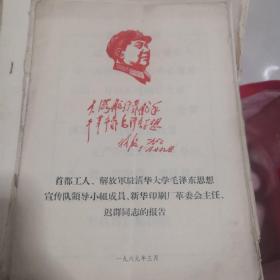 大海航行靠舵手
干革命靠毛泽东思想
林彪
首都工人、解放军驻清华大学毛泽东思想
宣传队领导小组成员、新华印刷厂革委会主任、
迟群同志的报告
一九六九年三月